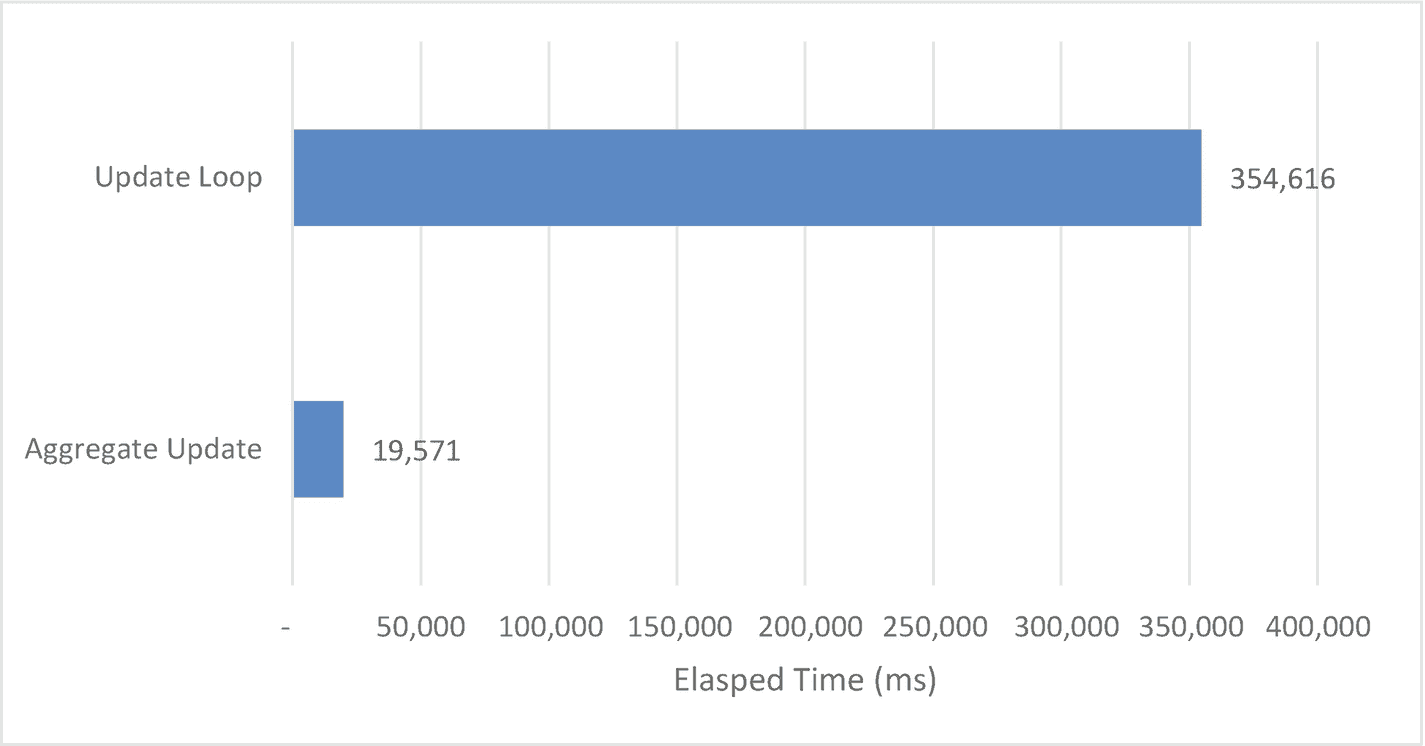 Update Loop
354,616
Aggregate Update
19,571
- 50,000 100,000 150,000 200,000 250,000 300,000 350,000 400,000
Elasped Time (ms)